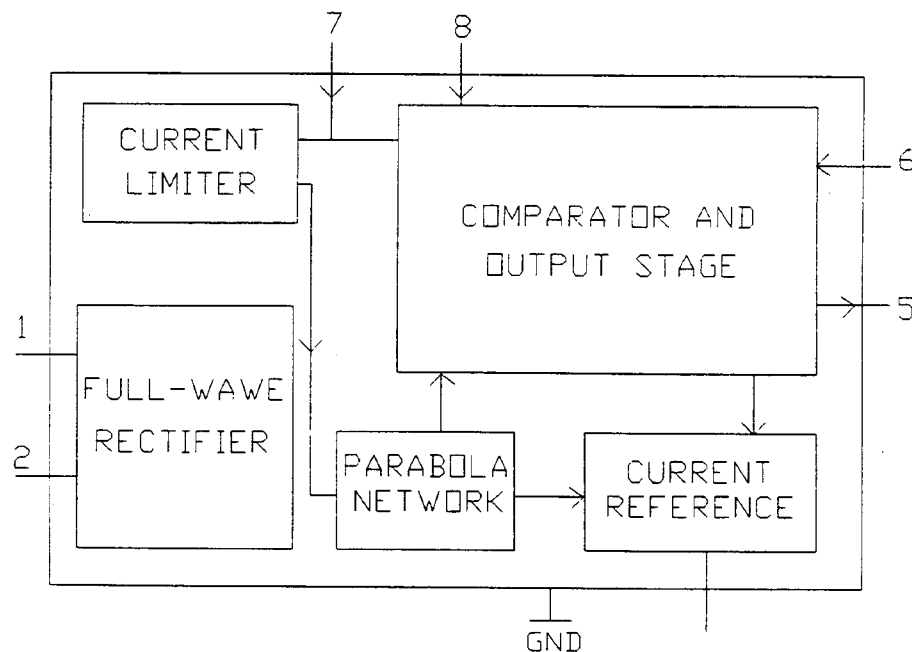 7
8
CURRENT
LIMITER
6
COMPARATOR AND
OUTPUT STAGE
5
1
FULL-WAWE
RECTIFIER
2
PARABOLA
NETWORK
CURRENT
REFERENCE
GND